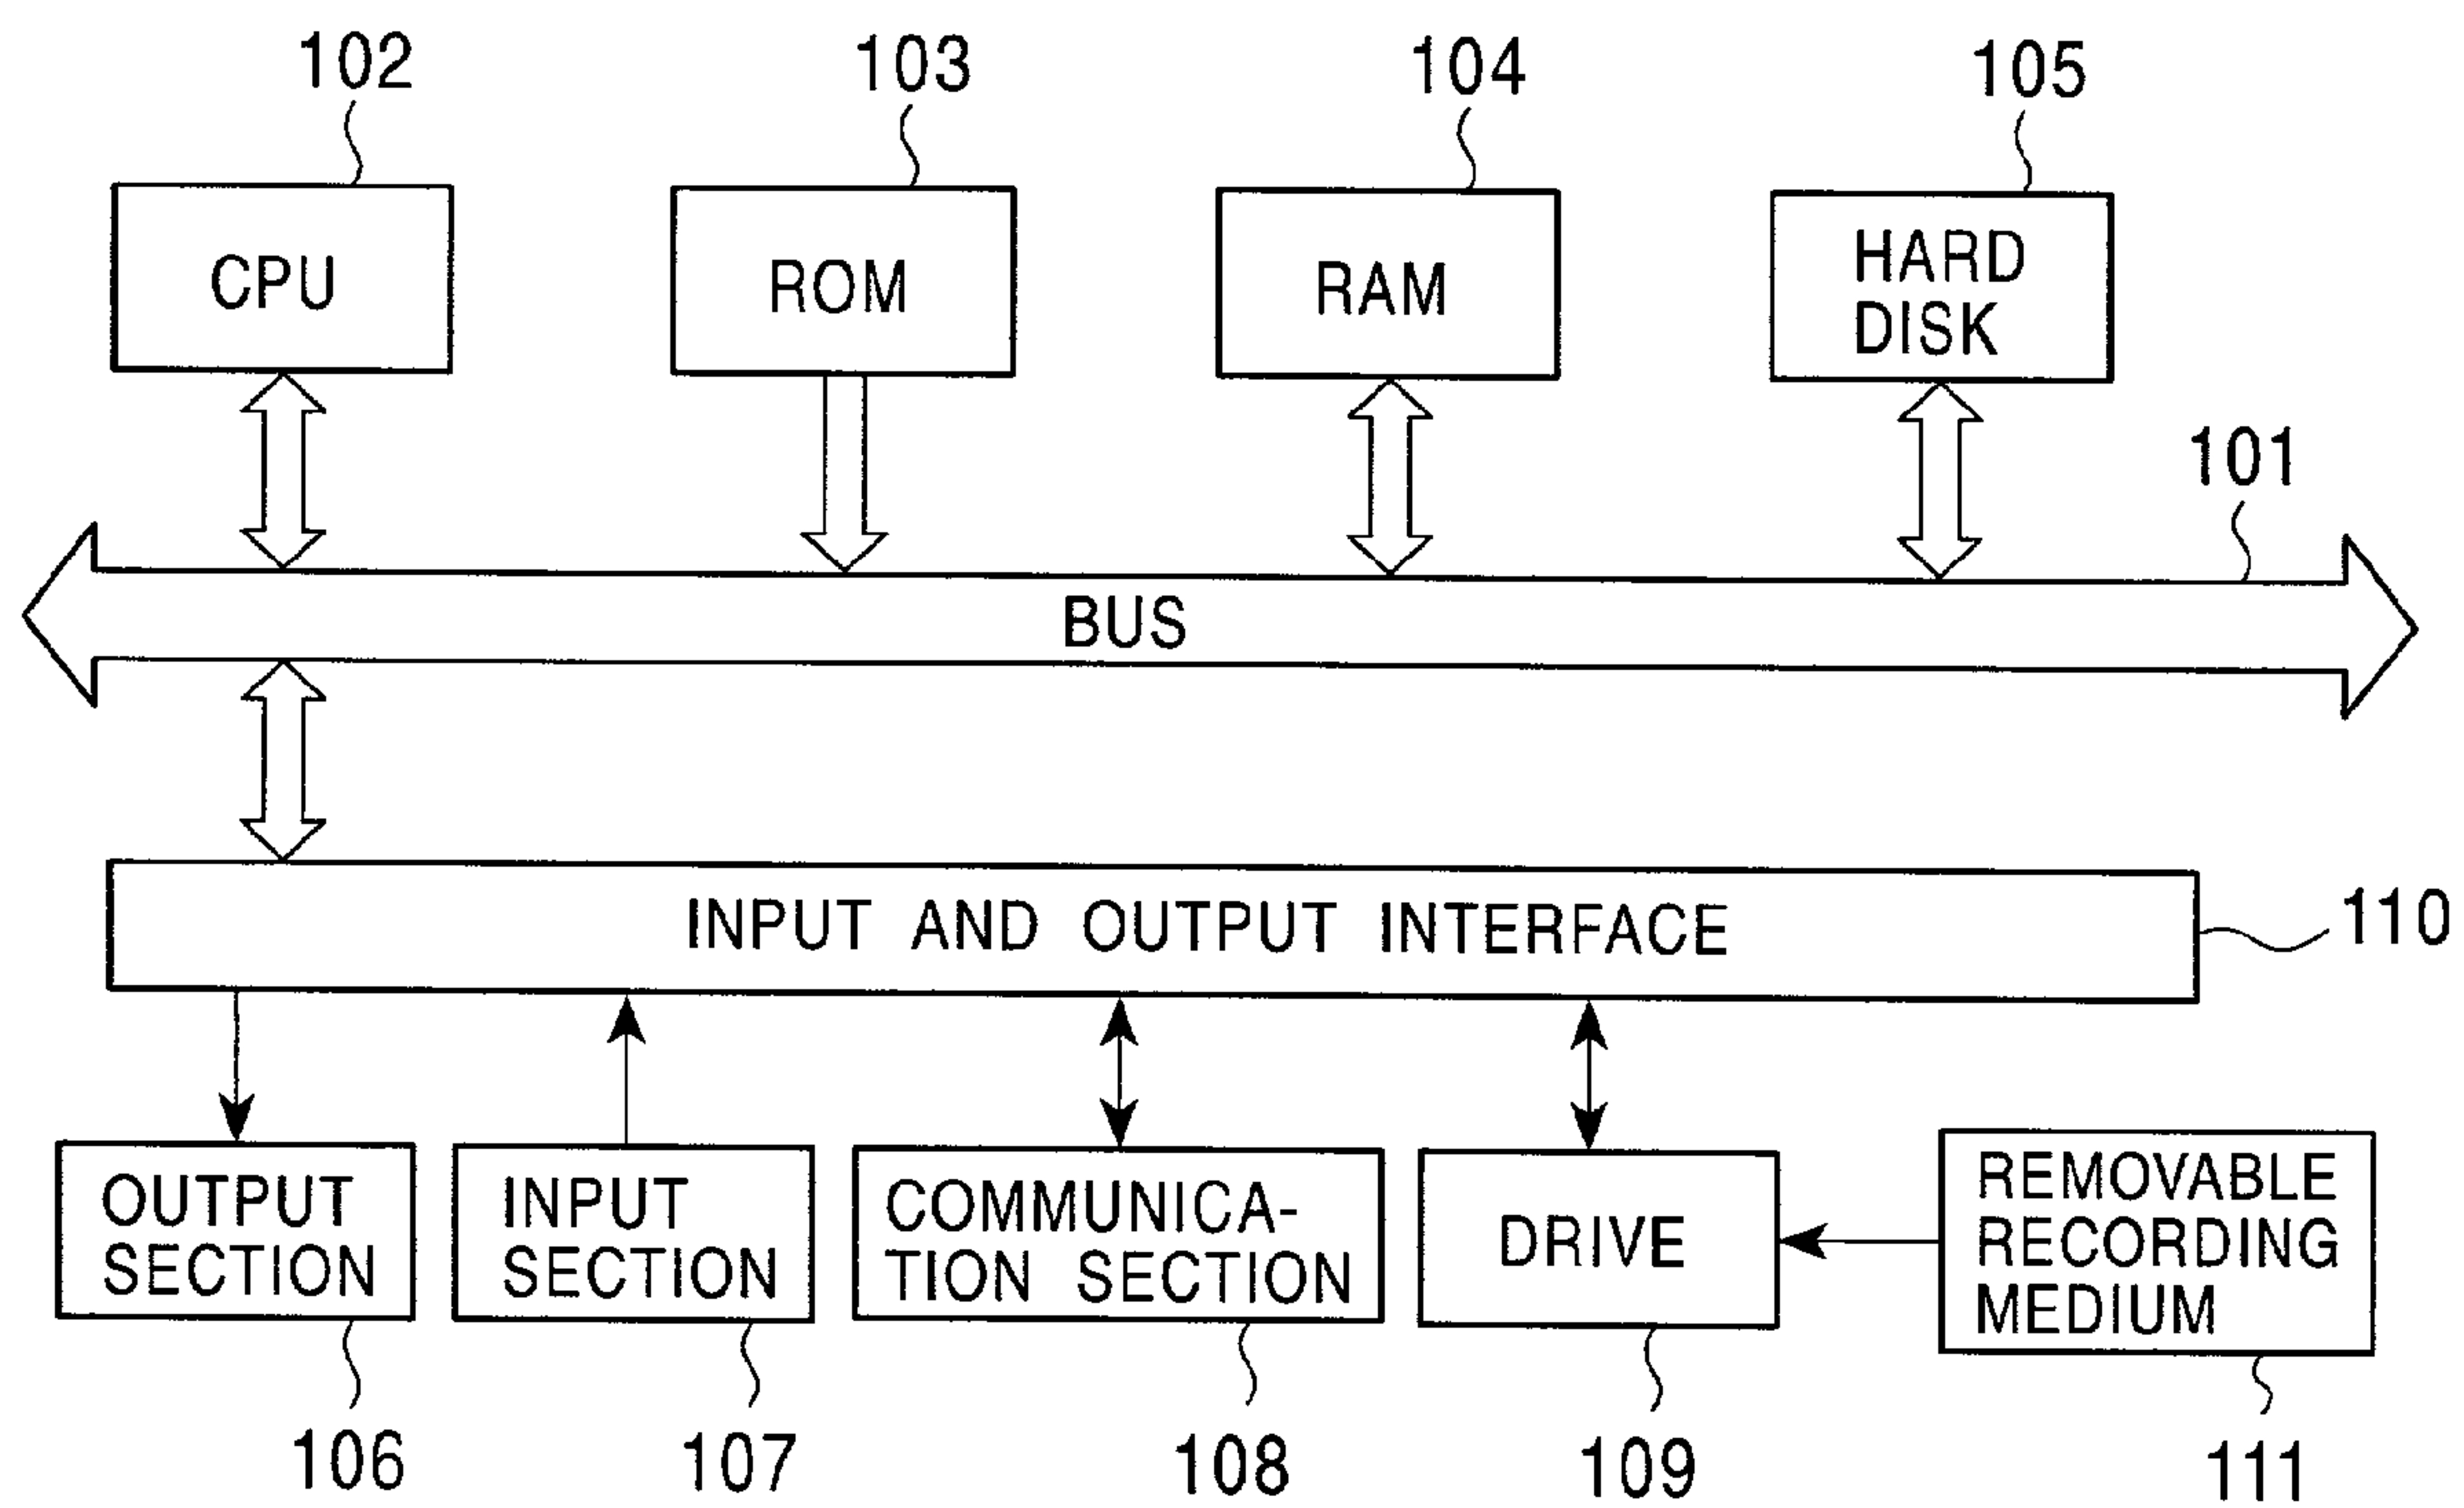 102
103
104
105
CPU
ROM
RAM
HARD
DISK
101
BUS
INPUT AND OUTPUT INTERFACE
110
OUTPUT
SECTION
INPUT
SECTION
COMMUNICA-
TION SECTION
DRIVE
REMOVABLE
RECORDING
MEDIUM
106
107
108
109
111